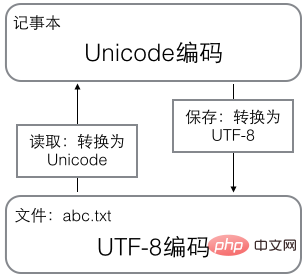 记事本
Unicode编码
读取：转换为
Unicode
保存：转换为
UTF-8
文件：abc.txt
UTF-8编码
php 中文网